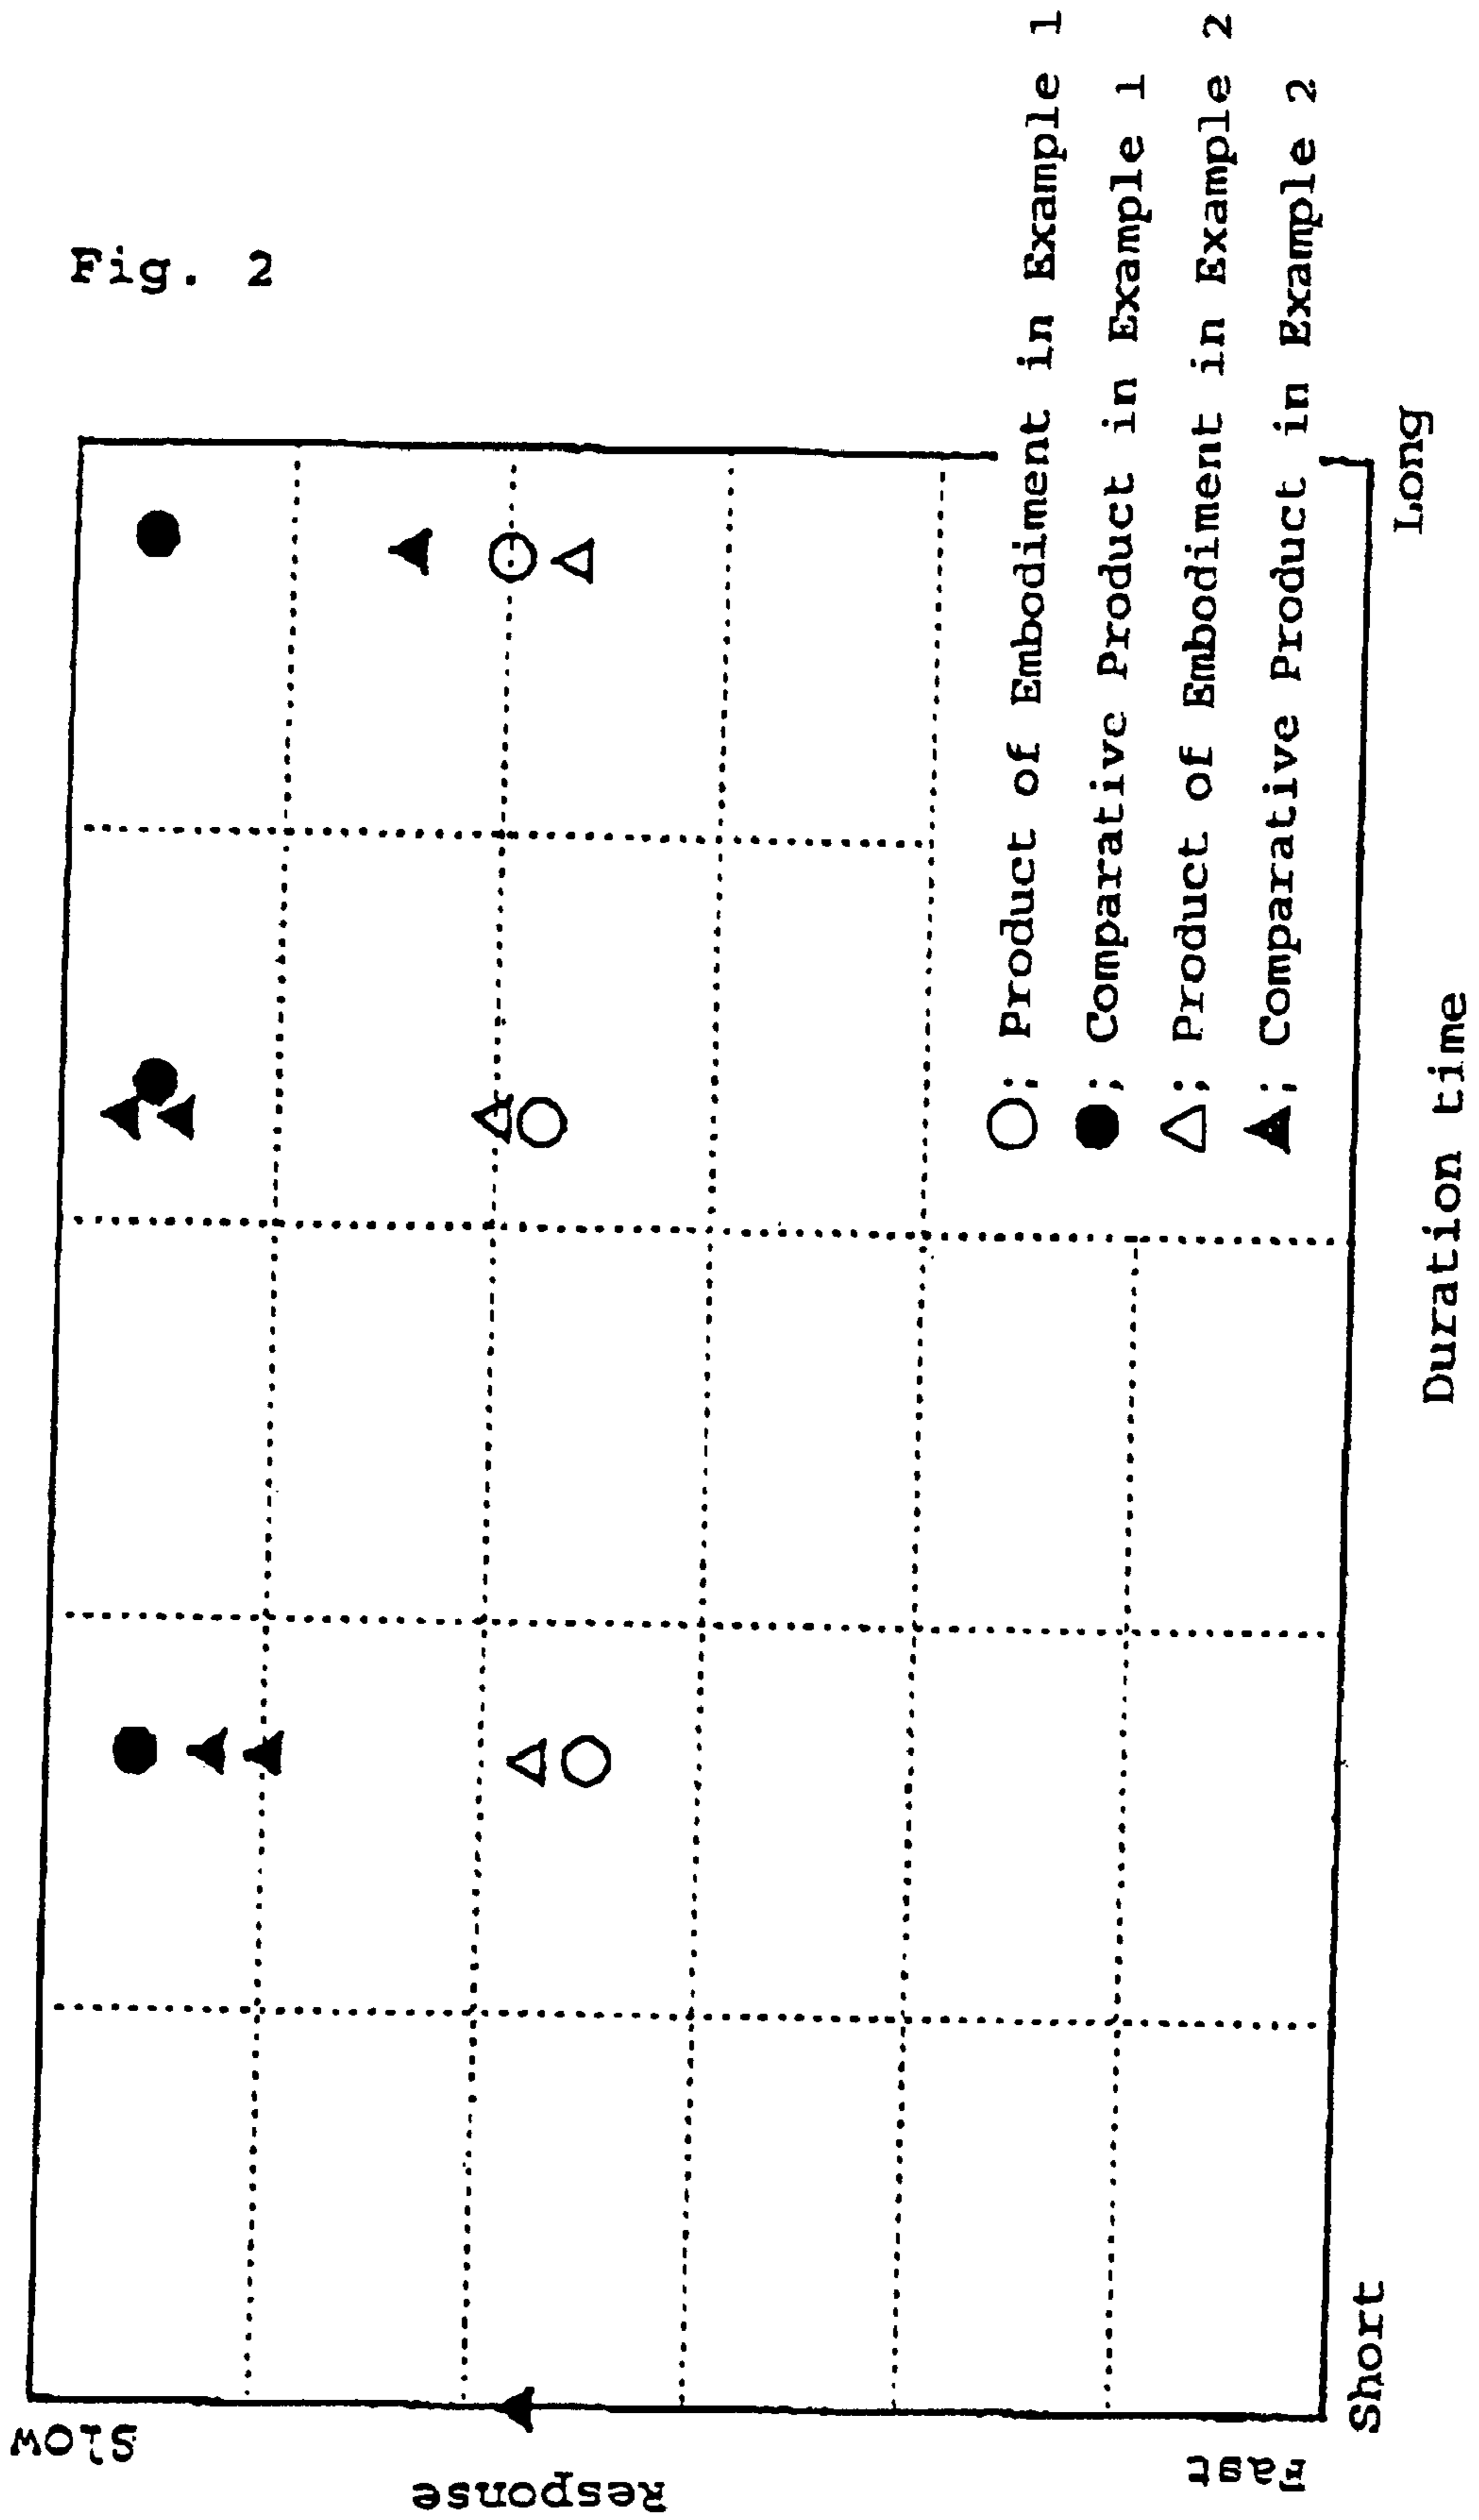 Fig. 2
Slow
Response
Fast
Short
Duration time
Long
○; Product of Embodiment in Example 1
●; Comparative Product in Example 1
△; Product of Embodiment in Example 2
▲; Comparative Product in Example 2